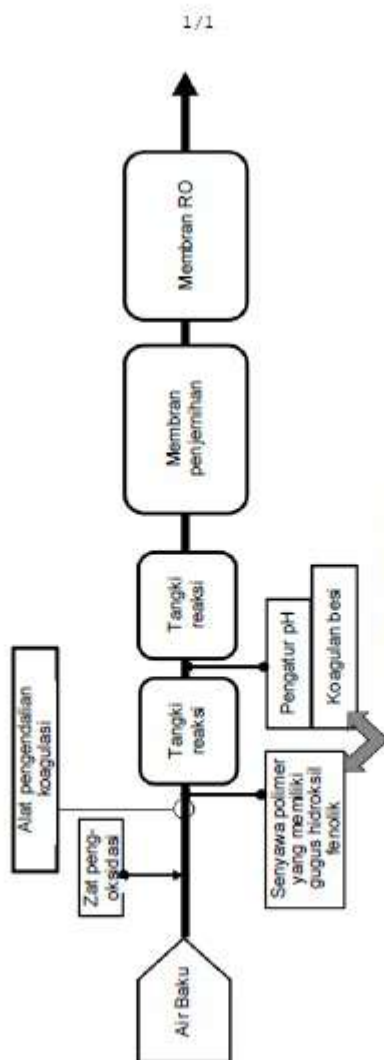 1/1
Alat pengendalian
koagulasi
Zat peng-
oksidasi
Air Baku
Tangki
reaksi
Tangki
reaksi
Membran
penjernihan
Membran RO
Senyawa polimer
yang memiliki
gugus hidroksil
fenolik
Pengatur pH
Koagulan besi